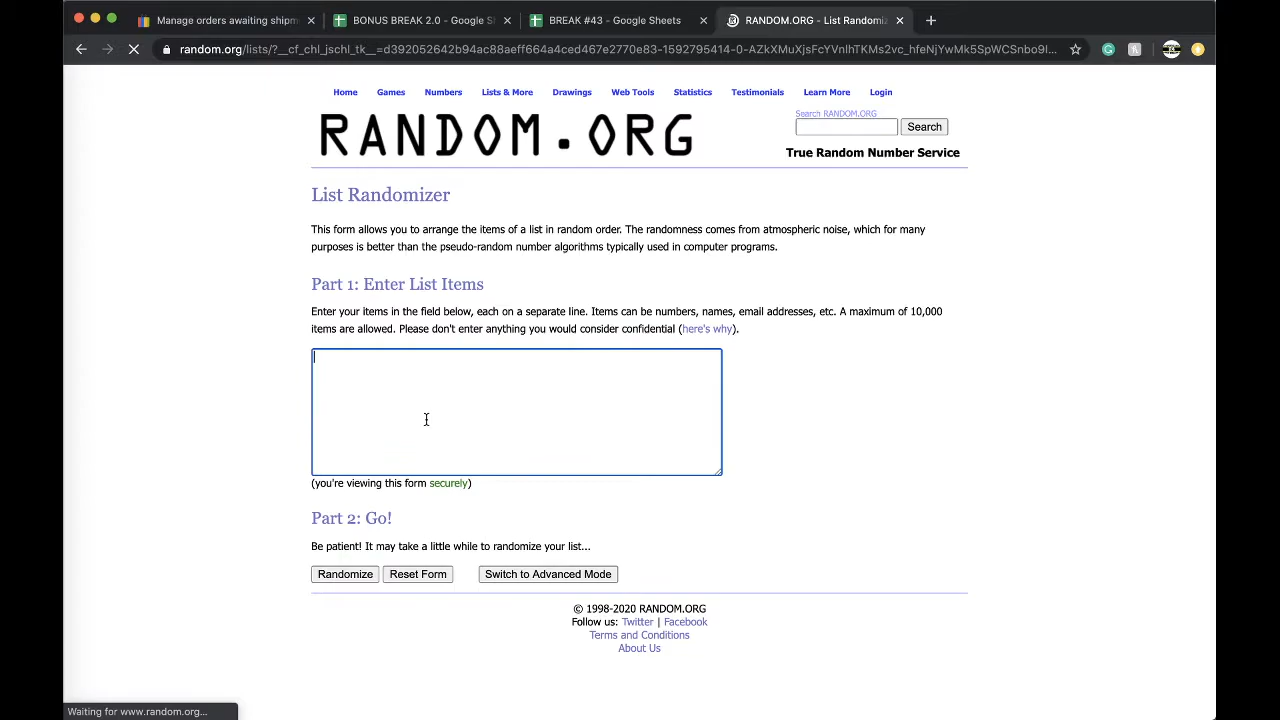 Manage orders awaiting shipm
BONUS BREAK 2.0 - Google S
BREAK #43 - Google Sheets
RANDOM.ORG - List Randomiz
random.org/lists/?__cf_chl_jschl_tk__=d392052642b94ac88aeff664a4ced467e2770e83-1592795414-0-AZkXMuXjsFcYVnlhTKMs2vc_hfeNjYwMk5SpWCSnbo9I...
Home Games Numbers Lists & More Drawings Web Tools Statistics Testimonials Learn More Login
Search RANDOM.ORG
RANDOM.ORG
Search
True Random Number Service
List Randomizer
This form allows you to arrange the items of a list in random order. The randomness comes from atmospheric noise, which for many
purposes is better than the pseudo-random number algorithms typically used in computer programs.
Part 1: Enter List Items
Enter your items in the field below, each on a separate line. Items can be numbers, names, email addresses, etc. A maximum of 10,000
items are allowed. Please don't enter anything you would consider confidential (here's why).
(you're viewing this form securely)
Part 2: Go!
Be patient! It may take a little while to randomize your list...
Randomize Reset Form Switch to Advanced Mode
© 1998-2020 RANDOM.ORG
Follow us: Twitter | Facebook
Terms and Conditions
About Us
Waiting for www.random.org...